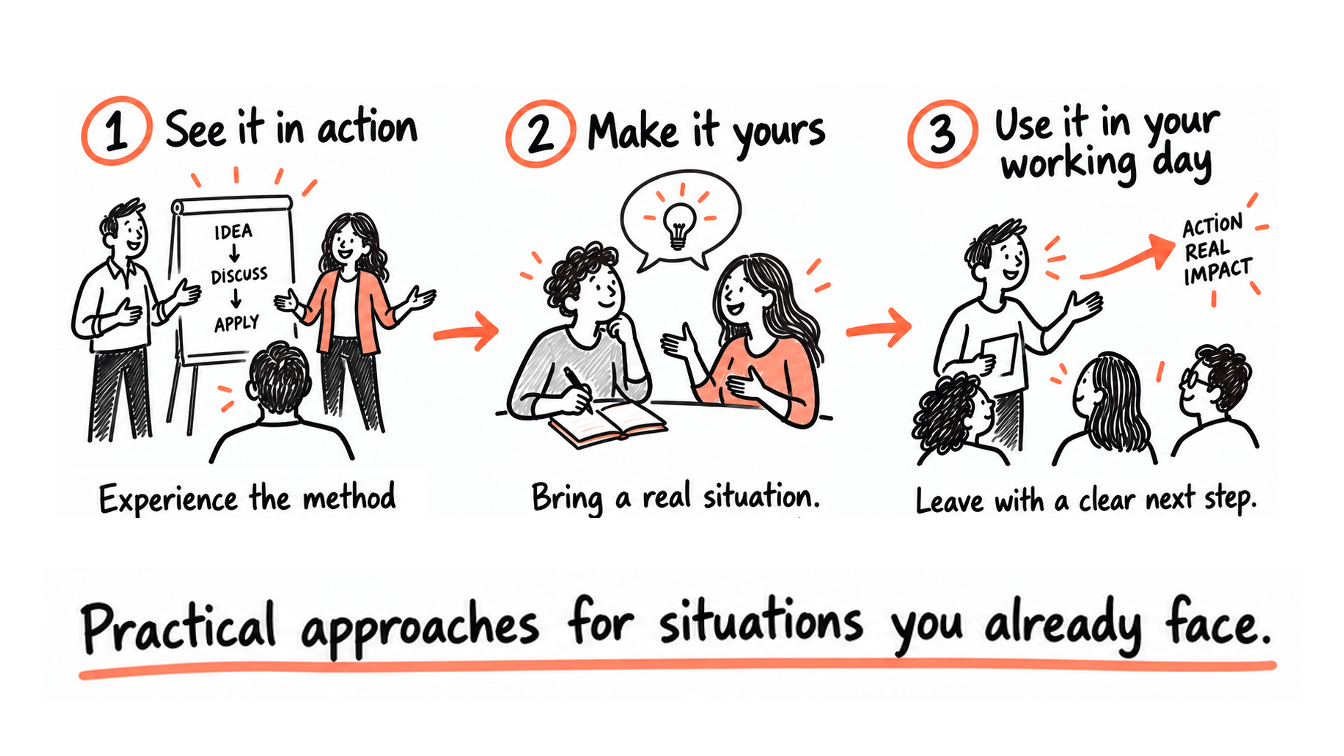 1 See it in action
IDEA
↓
DISCUSS
↓
APPLY
Experience the method
2 Make it yours
Bring a real situation.
3 Use it in your
working day
ACTION
REAL
IMPACT
Leave with a clear next step.
Practical approaches for situations you already face.